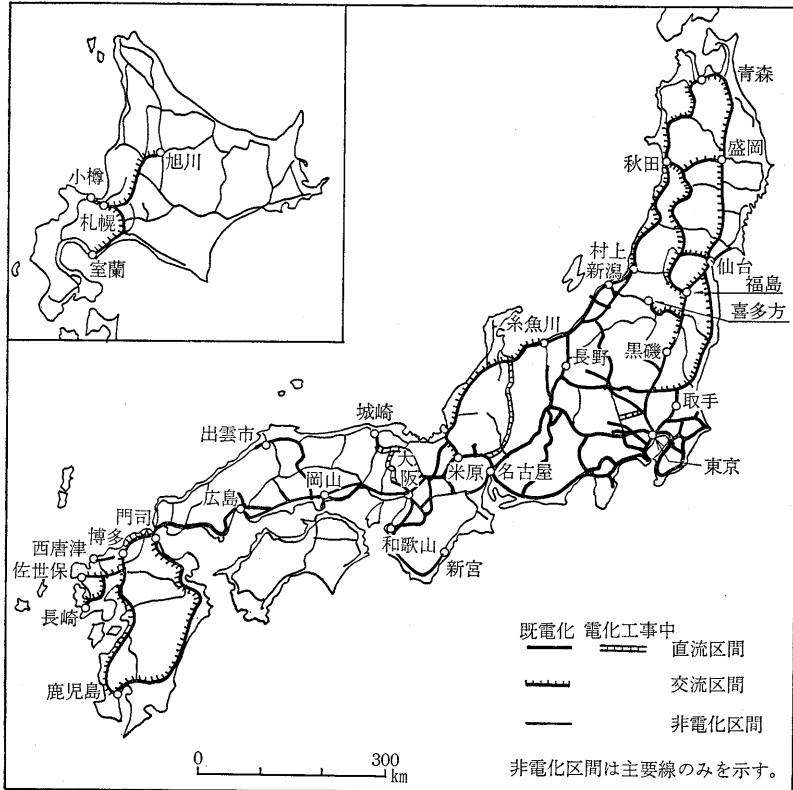 旭川
小樽
札幌
室蘭
青森
盛岡
秋田
村上
新潟
仙台
福島
喜多方
糸魚川
長野
黒磯
取手
東京
城崎
出雲市
大阪
米原
名古屋
岡山
広島
和歌山
新宮
門司
博多
西唐津
佐世保
長崎
鹿児島
既電化 電化工事中
直流区間
交流区間
非電化区間
非電化区間は主要線のみを示す。
0 300
km